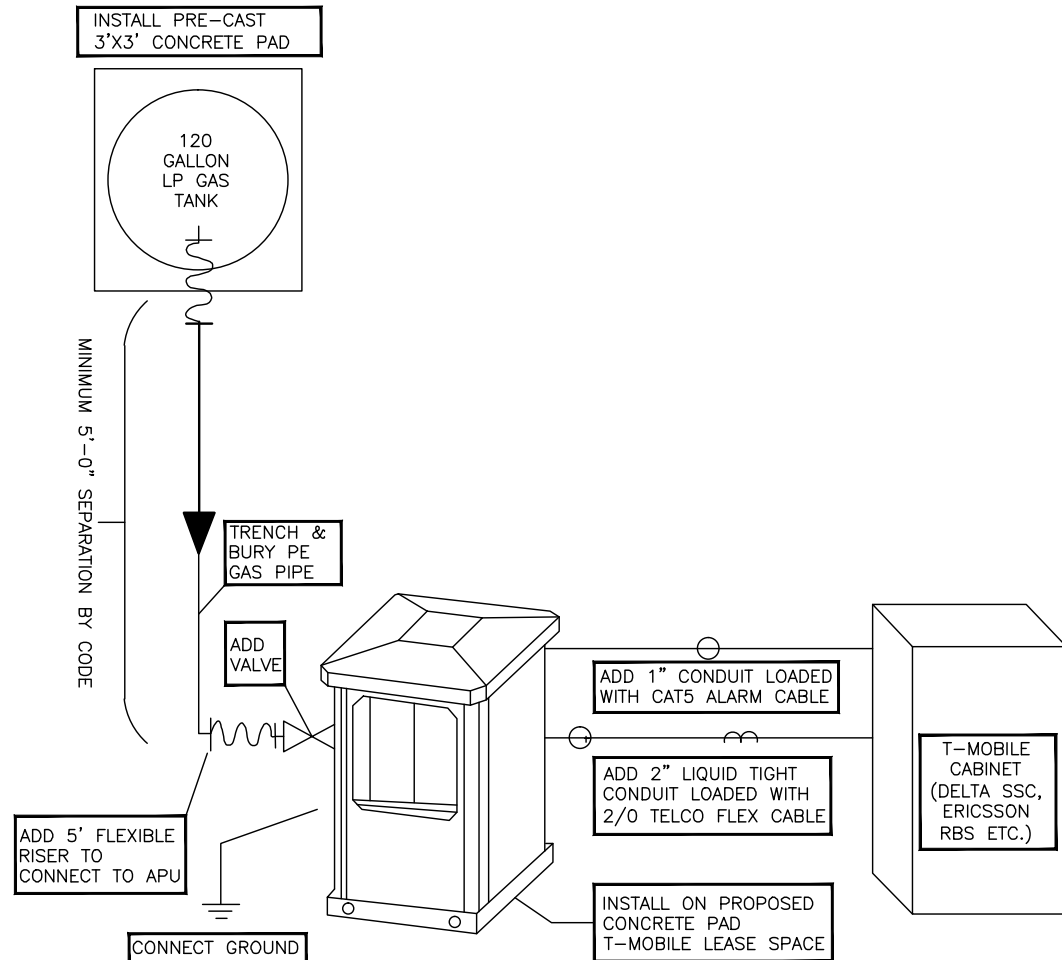 INSTALL PRE-CAST
3'X3' CONCRETE PAD
120
GALLON
LP GAS
TANK
MINIMUM 5'-0" SEPARATION BY CODE
TRENCH &
BURY PE
GAS PIPE
ADD
VALVE
ADD 1" CONDUIT LOADED
WITH CAT5 ALARM CABLE
ADD 2" LIQUID TIGHT
CONDUIT LOADED WITH
2/0 TELCO FLEX CABLE
T-MOBILE
CABINET
(DELTA SSC,
ERICSSON
RBS ETC.)
ADD 5' FLEXIBLE
RISER TO
CONNECT TO APU
INSTALL ON PROPOSED
CONCRETE PAD
T-MOBILE LEASE SPACE
CONNECT GROUND